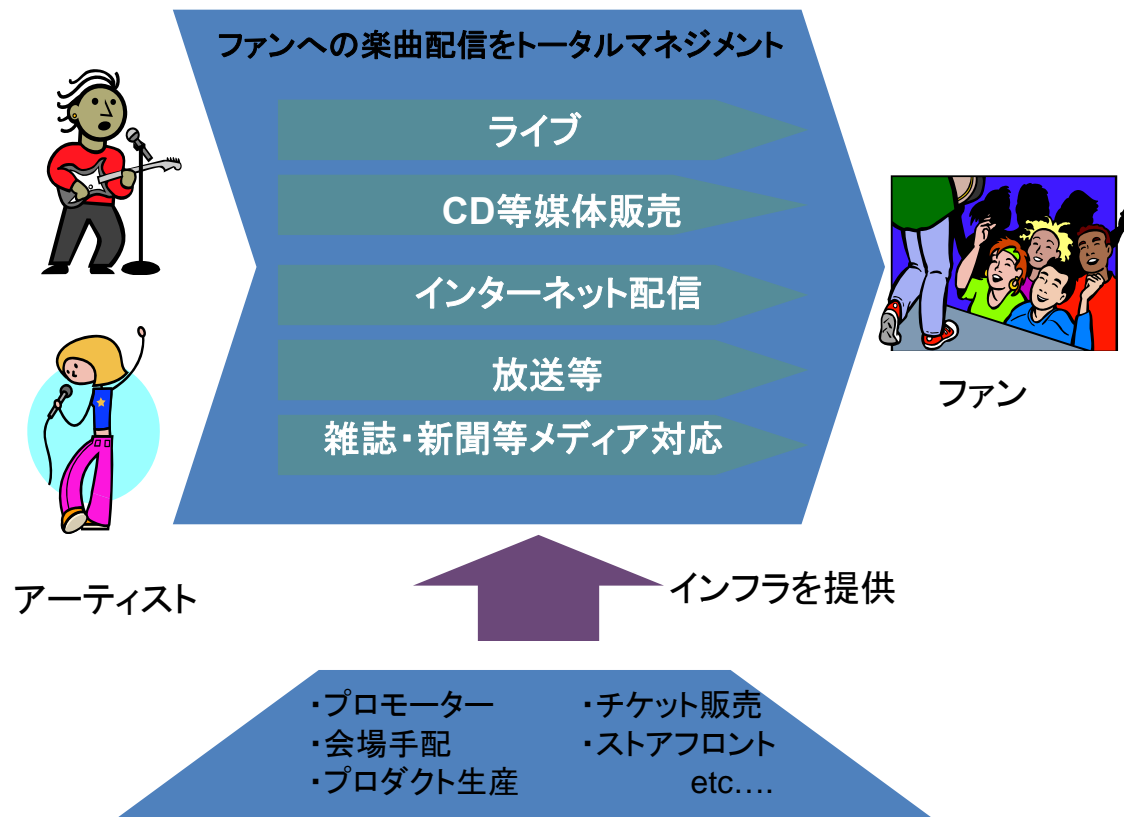 ファンへの楽曲配信をトータルマネジメント
ライブ
CD等媒体販売
インターネット配信
放送等
雑誌・新聞等メディア対応
ファン
アーティスト
インフラを提供
・プロモーター
・会場手配
・プロダクト生産
・チケット販売
・ストアフロント
etc….